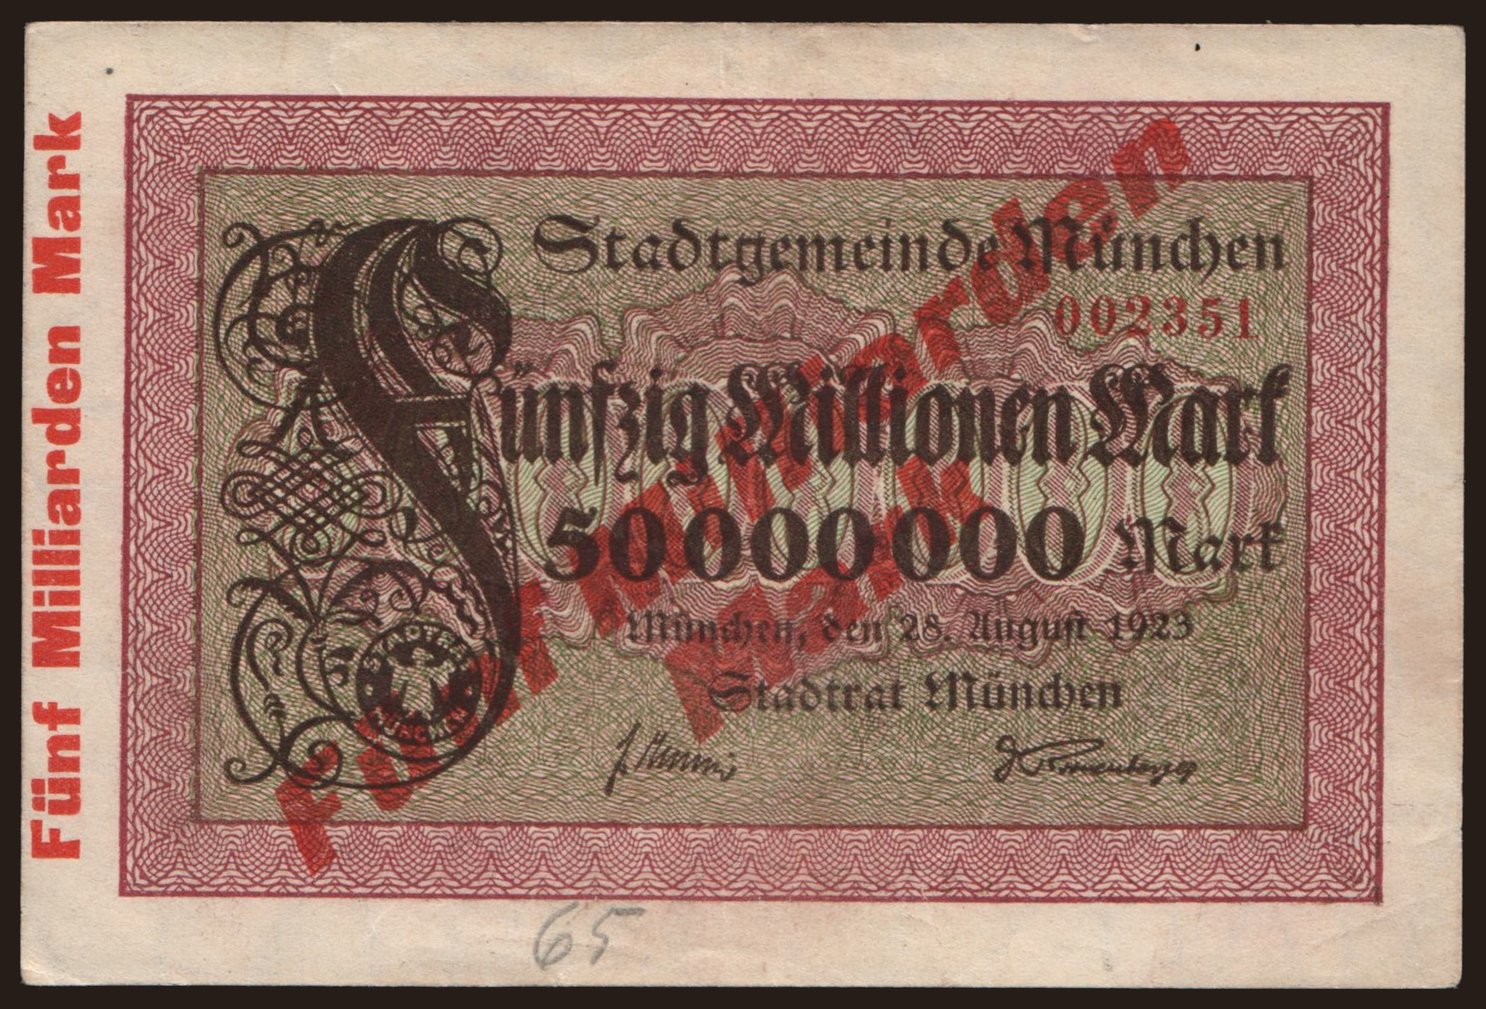 Fünf Milliarden Mark
Stadtgemeinde München
002351
Fünfzig Millionen Mark
50000000 Mark
München, den 28. August 1923
Stadtrat München
Fünf Milliarden
Mark
65